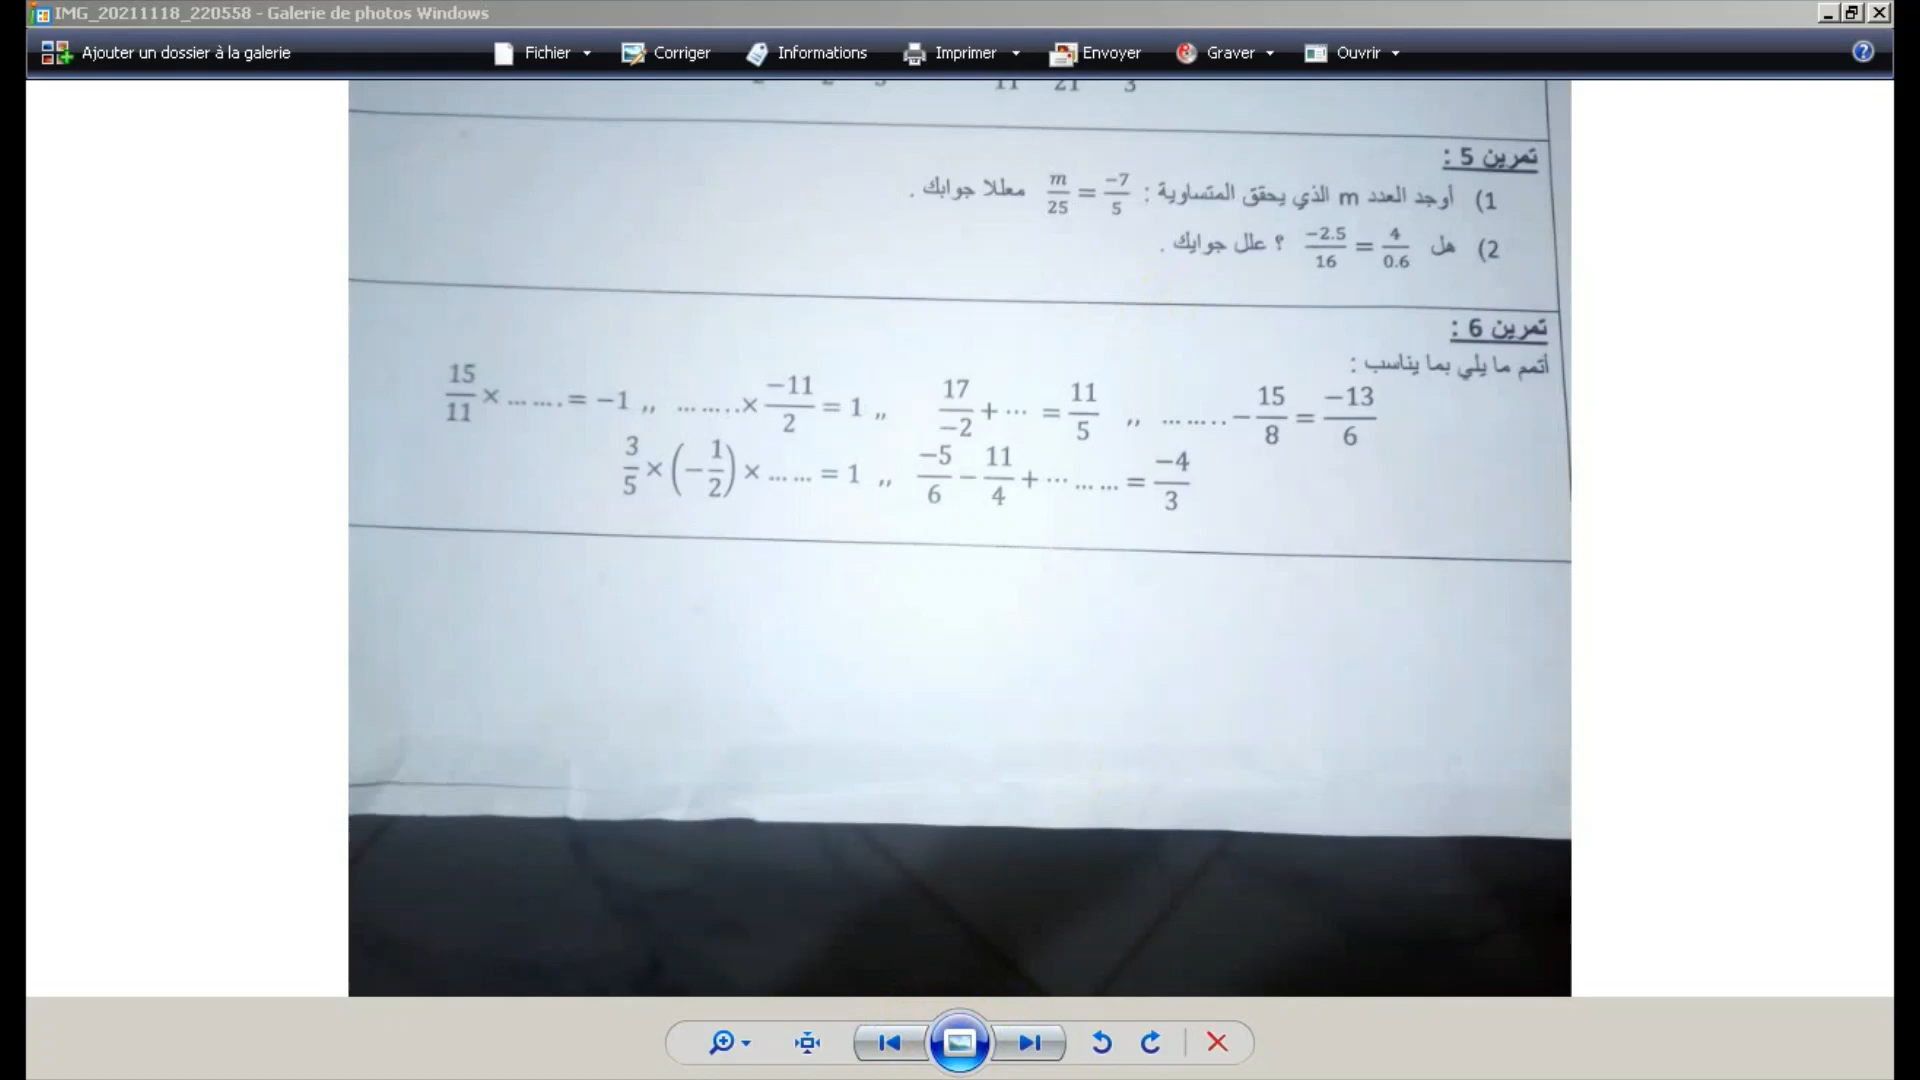 IMG_20211118_220558 - Galerie de photos Windows
Ajouter un dossier à la galerie Fichier Corriger Informations Imprimer Envoyer Graver Ouvrir
11 21 3
تمرين 5 :
1) أوجد العدد m الذي يحقق المتساوية : m/25 = -7/5 معللا جوابك .
2) هل -2.5/16 = 4/0.6 ؟ علل جوابك .
تمرين 6 :
أتمم ما يلي بما يناسب :
15/11 × ……. = −1 ,, ……..× -11/2 = 1 ,, 17/-2 + ⋯ = 11/5 ,, …….. − 15/8 = -13/6
3/5 × (−1/2) × …… = 1 ,, -5/6 − 11/4 + ⋯…… = -4/3